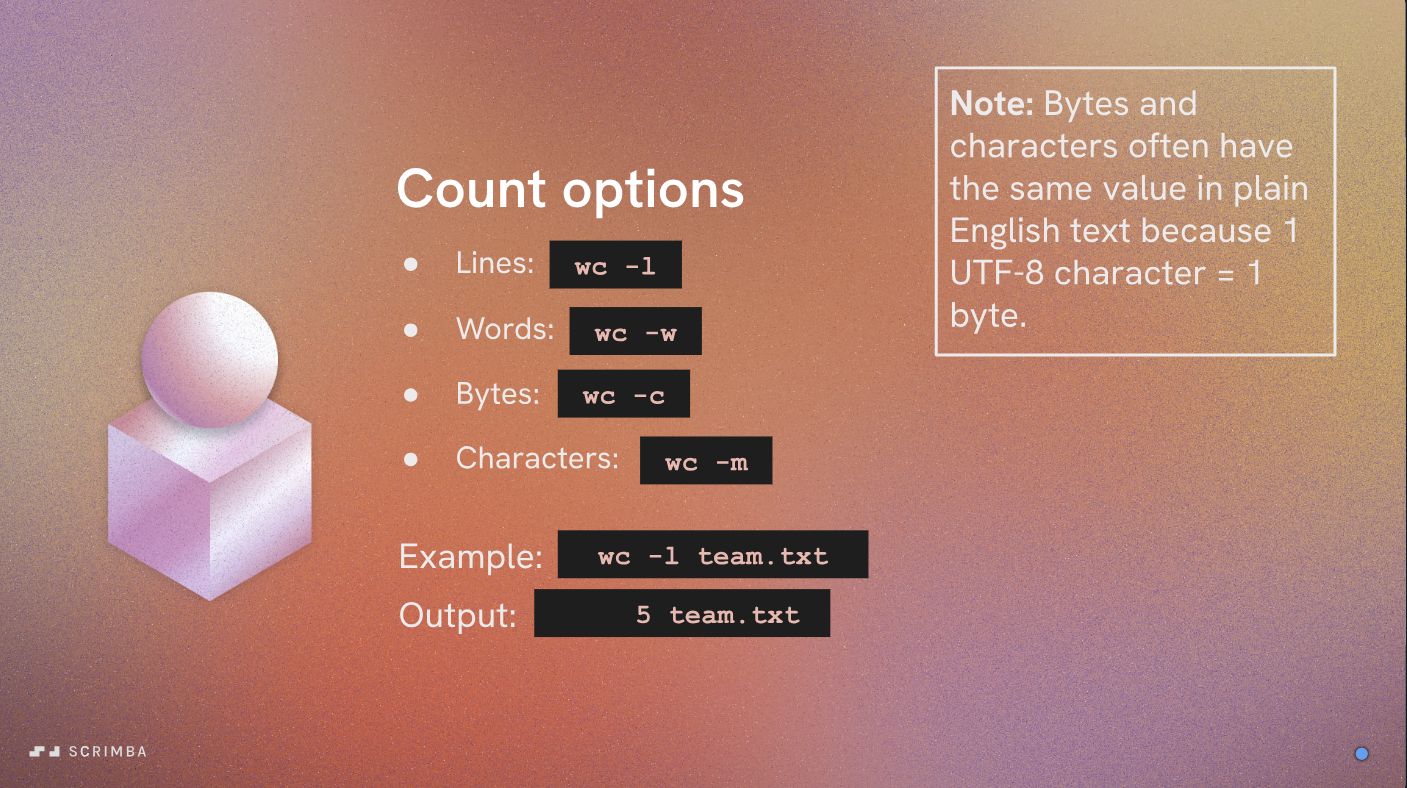 Note: Bytes and
characters often have
the same value in plain
English text because 1
UTF-8 character = 1
byte.
Count options
● Lines: wc -l
● Words: wc -w
● Bytes: wc -c
● Characters: wc -m
Example: wc -l team.txt
Output: 5 team.txt
SCRIMBA